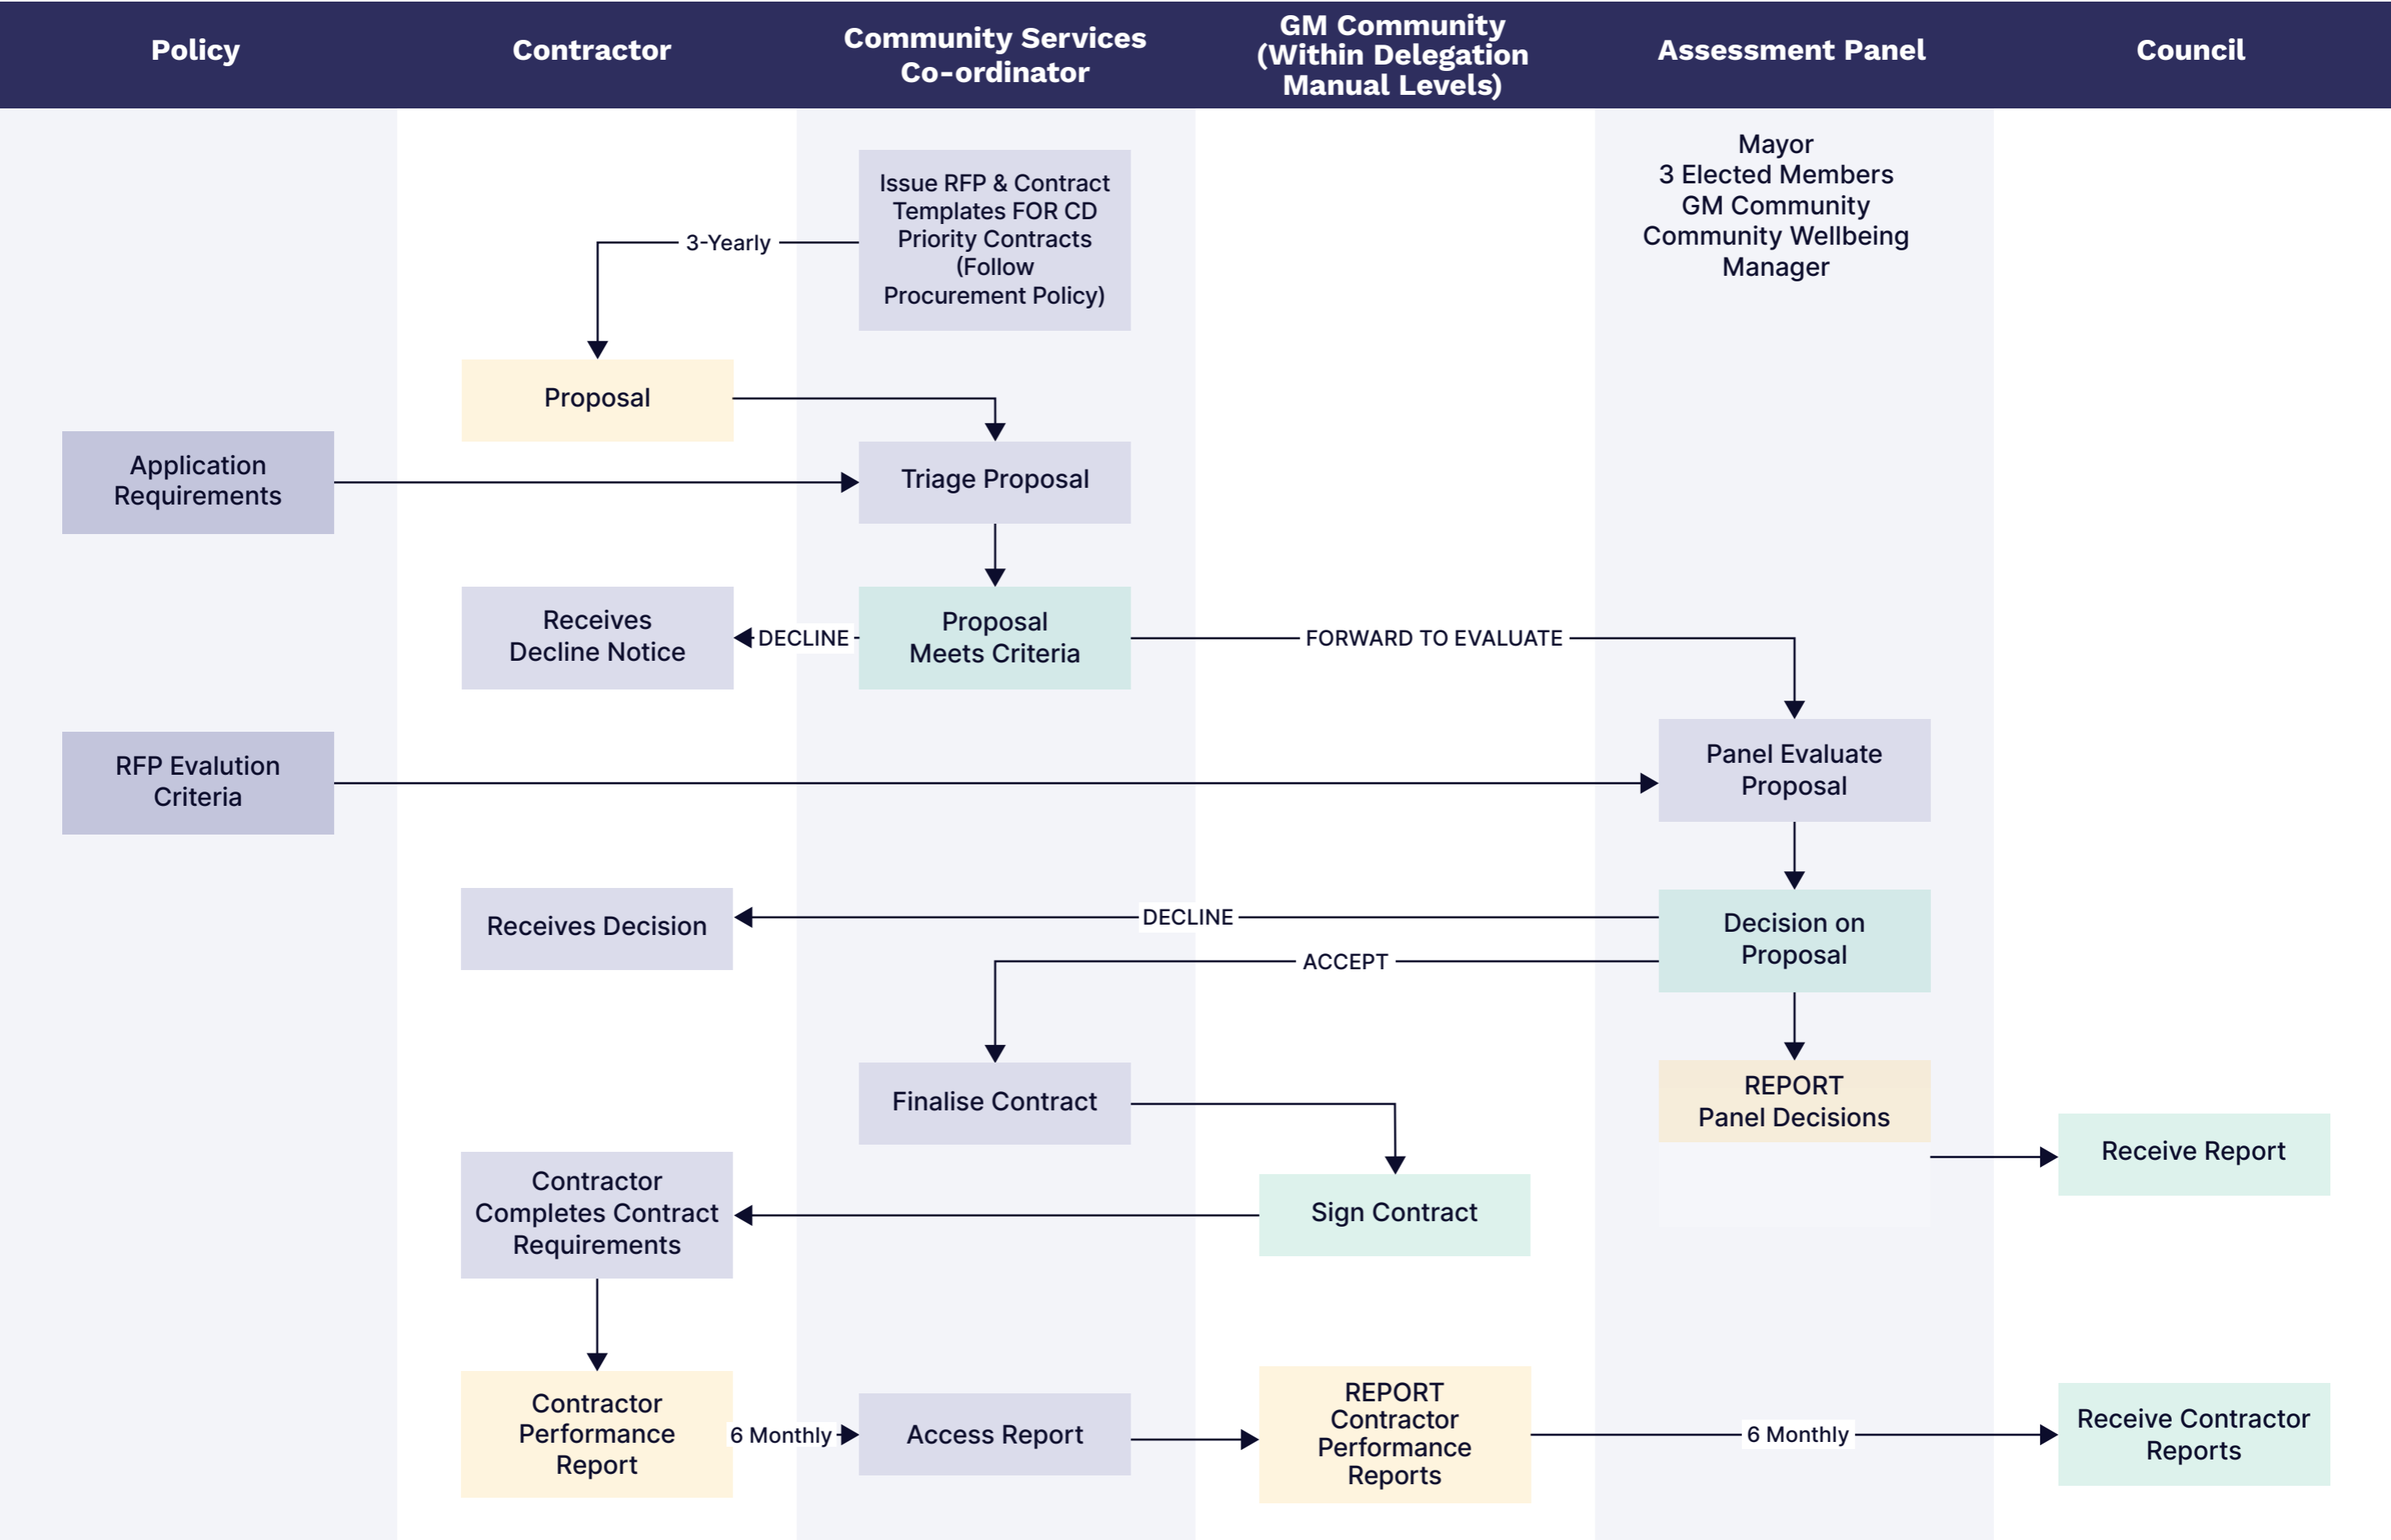 Policy
Contractor
Community Services
Co-ordinator
GM Community
(Within Delegation
Manual Levels)
Assessment Panel
Council
Issue RFP & Contract
Templates FOR CD
Priority Contracts
(Follow
Procurement Policy)
Mayor
3 Elected Members
GM Community
Community Wellbeing
Manager
3-Yearly
Proposal
Application
Requirements
Triage Proposal
Receives
Decline Notice
DECLINE
Proposal
Meets Criteria
FORWARD TO EVALUATE
RFP Evalution
Criteria
Panel Evaluate
Proposal
Receives Decision
DECLINE
Decision on
Proposal
ACCEPT
Finalise Contract
REPORT
Panel Decisions
Receive Report
Contractor
Completes Contract
Requirements
Sign Contract
Contractor
Performance
Report
6 Monthly
Access Report
REPORT
Contractor
Performance
Reports
6 Monthly
Receive Contractor
Reports